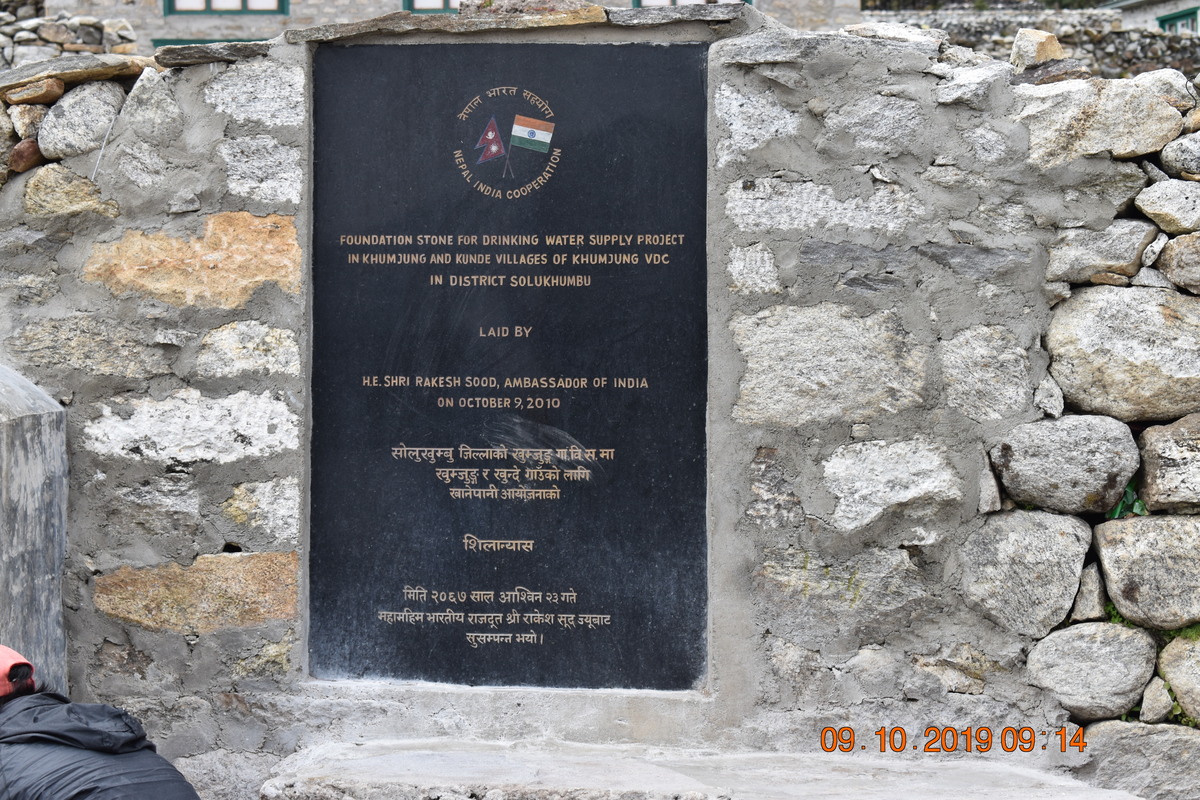 नेपाल भारत सहयोग
NEPAL INDIA COOPERATION
FOUNDATION STONE FOR DRINKING WATER SUPPLY PROJECT
IN KHUMJUNG AND KUNDE VILLAGES OF KHUMJUNG VDC
IN DISTRICT SOLUKHUMBU
LAID BY
H.E. SHRI RAKESH SOOD, AMBASSADOR OF INDIA
ON OCTOBER 9, 2010
सोलुखुम्बु जिल्लाको खुम्जुङ्ग गा.वि.स.मा
खुम्जुङ्ग र खुन्दे गाउँको लागि
खानेपानी आयोजनाको
शिलान्यास
मिति २०६७ साल आश्विन २३ गते
महामहिम भारतीय राजदूत श्री राकेश सूद ज्यूबाट
सुसम्पन्न भयो।
09.10.2019 09:14